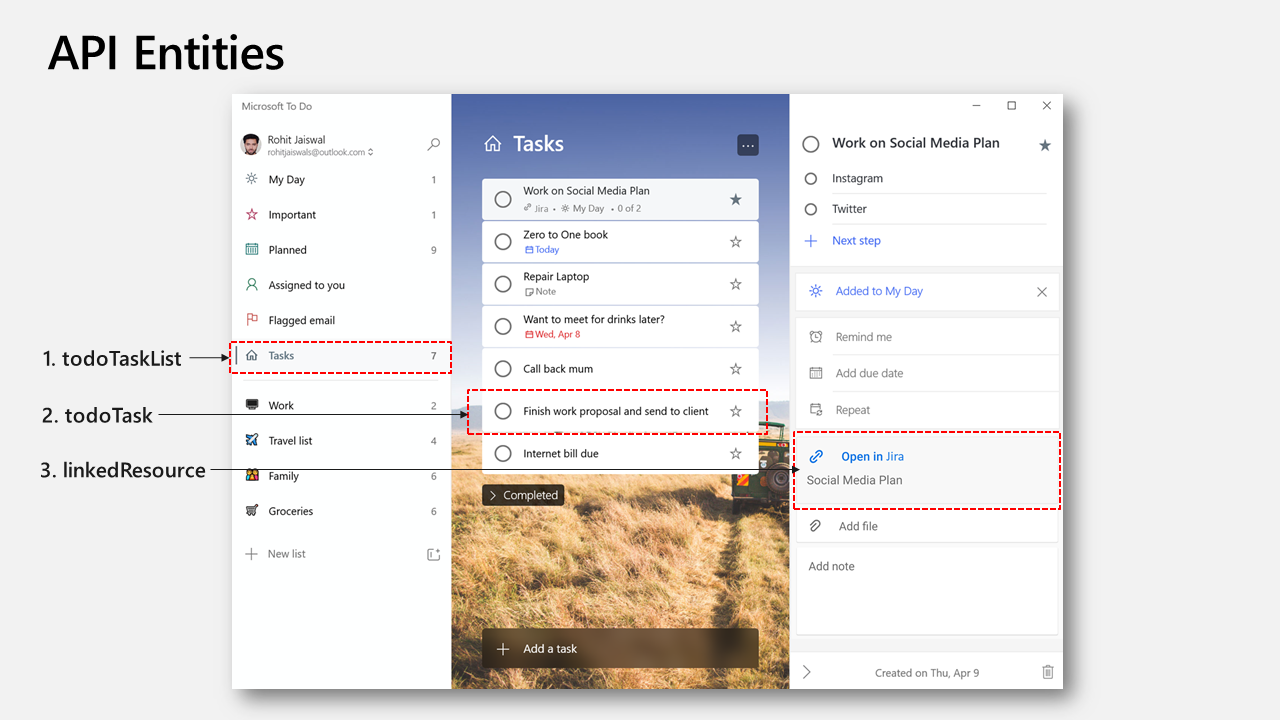 API Entities
Microsoft To Do
Rohit Jaiswal
rohitjaiswals@outlook.com
My Day 1
Important 1
Planned 9
Assigned to you
Flagged email
1. todoTaskList
Tasks 7
Work 2
2. todoTask
Travel list 4
3. linkedResource
Family 6
Groceries 6
New list
Tasks
Work on Social Media Plan
Jira • My Day • 0 of 2
Zero to One book
Today
Repair Laptop
Note
Want to meet for drinks later?
Wed, Apr 8
Call back mum
Finish work proposal and send to client
Internet bill due
Completed
Add a task
Work on Social Media Plan
Instagram
Twitter
Next step
Added to My Day
Remind me
Add due date
Repeat
Open in Jira
Social Media Plan
Add file
Add note
Created on Thu, Apr 9